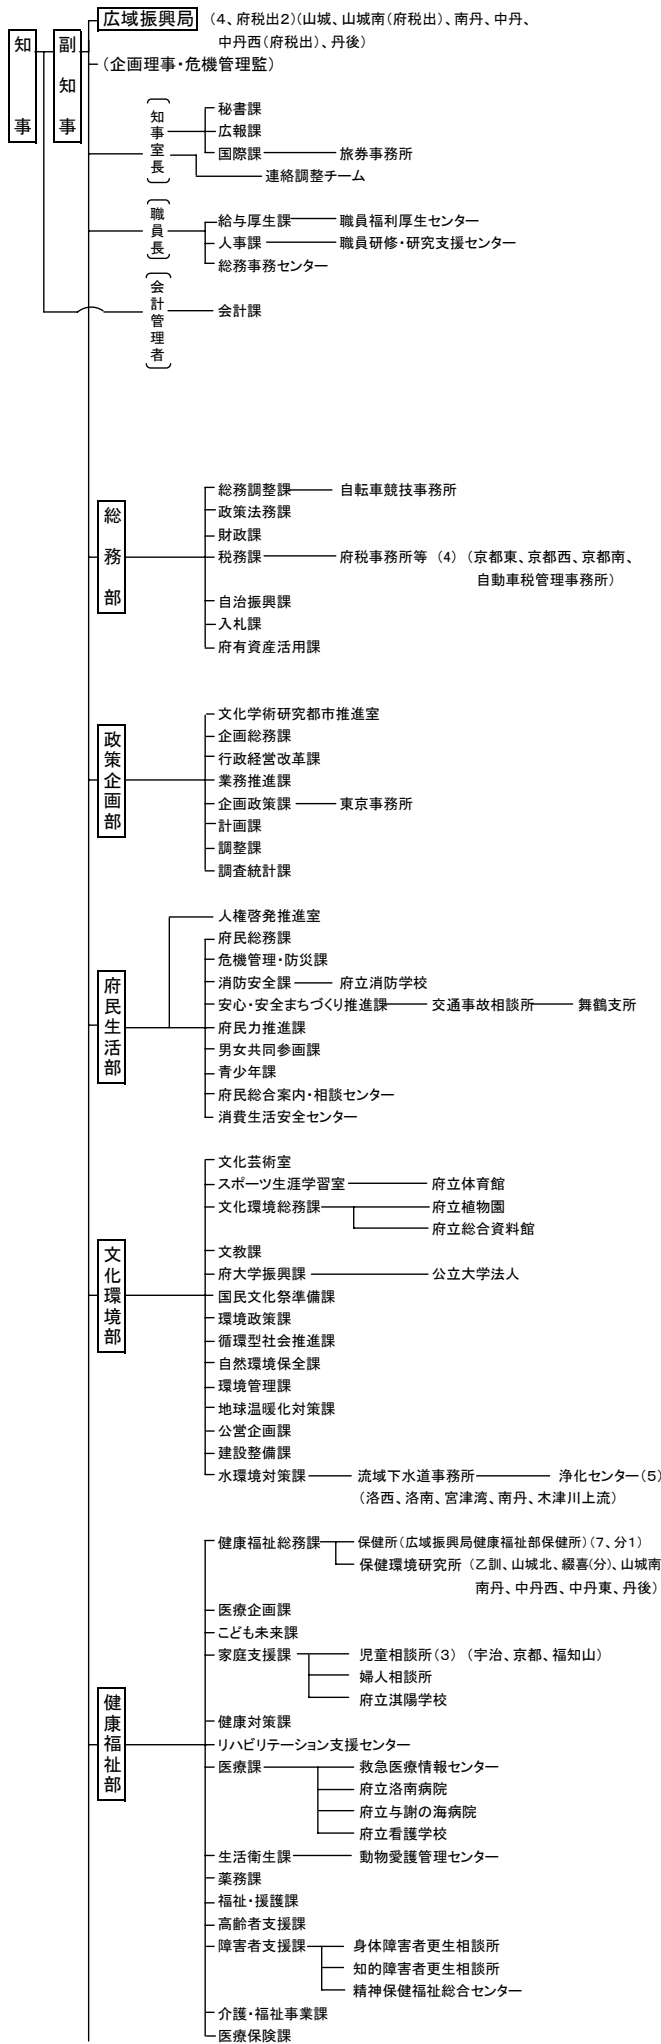 広域振興局 (4、府税出2)(山城、山城南(府税出)、南丹、中丹、
中丹西(府税出)、丹後)
知事
副知事
(企画理事・危機管理監)
〔知事室長〕
秘書課
広報課
国際課 旅券事務所
連絡調整チーム
〔職員長〕
給与厚生課 職員福利厚生センター
人事課 職員研修・研究支援センター
総務事務センター
〔会計管理者〕
会計課
総務部
総務調整課 自転車競技事務所
政策法務課
財政課
税務課 府税事務所等 (4) (京都東、京都西、京都南、
自動車税管理事務所)
自治振興課
入札課
府有資産活用課
政策企画部
文化学術研究都市推進室
企画総務課
行政経営改革課
業務推進課
企画政策課 東京事務所
計画課
調整課
調査統計課
府民生活部
人権啓発推進室
府民総務課
危機管理・防災課
消防安全課 府立消防学校
安心・安全まちづくり推進課 交通事故相談所 舞鶴支所
府民力推進課
男女共同参画課
青少年課
府民総合案内・相談センター
消費生活安全センター
文化環境部
文化芸術室
スポーツ生涯学習室 府立体育館
文化環境総務課 府立植物園
府立総合資料館
文教課
府大学振興課 公立大学法人
国民文化祭準備課
環境政策課
循環型社会推進課
自然環境保全課
環境管理課
地球温暖化対策課
公営企画課
建設整備課
水環境対策課 流域下水道事務所 浄化センター(5)
(洛西、洛南、宮津湾、南丹、木津川上流)
健康福祉部
健康福祉総務課 保健所(広域振興局健康福祉部保健所)(7、分1)
保健環境研究所 (乙訓、山城北、綴喜(分)、山城南
南丹、中丹西、中丹東、丹後)
医療企画課
こども未来課
家庭支援課 児童相談所(3) (宇治、京都、福知山)
婦人相談所
府立淇陽学校
健康対策課
リハビリテーション支援センター
医療課 救急医療情報センター
府立洛南病院
府立与謝の海病院
府立看護学校
生活衛生課 動物愛護管理センター
薬務課
福祉・援護課
高齢者支援課
障害者支援課 身体障害者更生相談所
知的障害者更生相談所
精神保健福祉総合センター
介護・福祉事業課
医療保険課